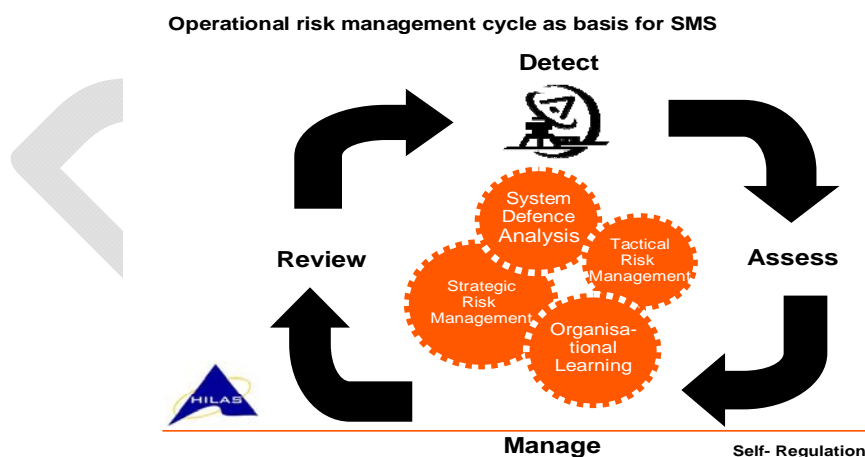 Operational risk management cycle as basis for SMS
Detect
System
Defence
Analysis
Tactical
Risk
Management
Review
Assess
Strategic
Risk
Management
Organisa-
tional
Learning
HILAS
Manage
Self- Regulation